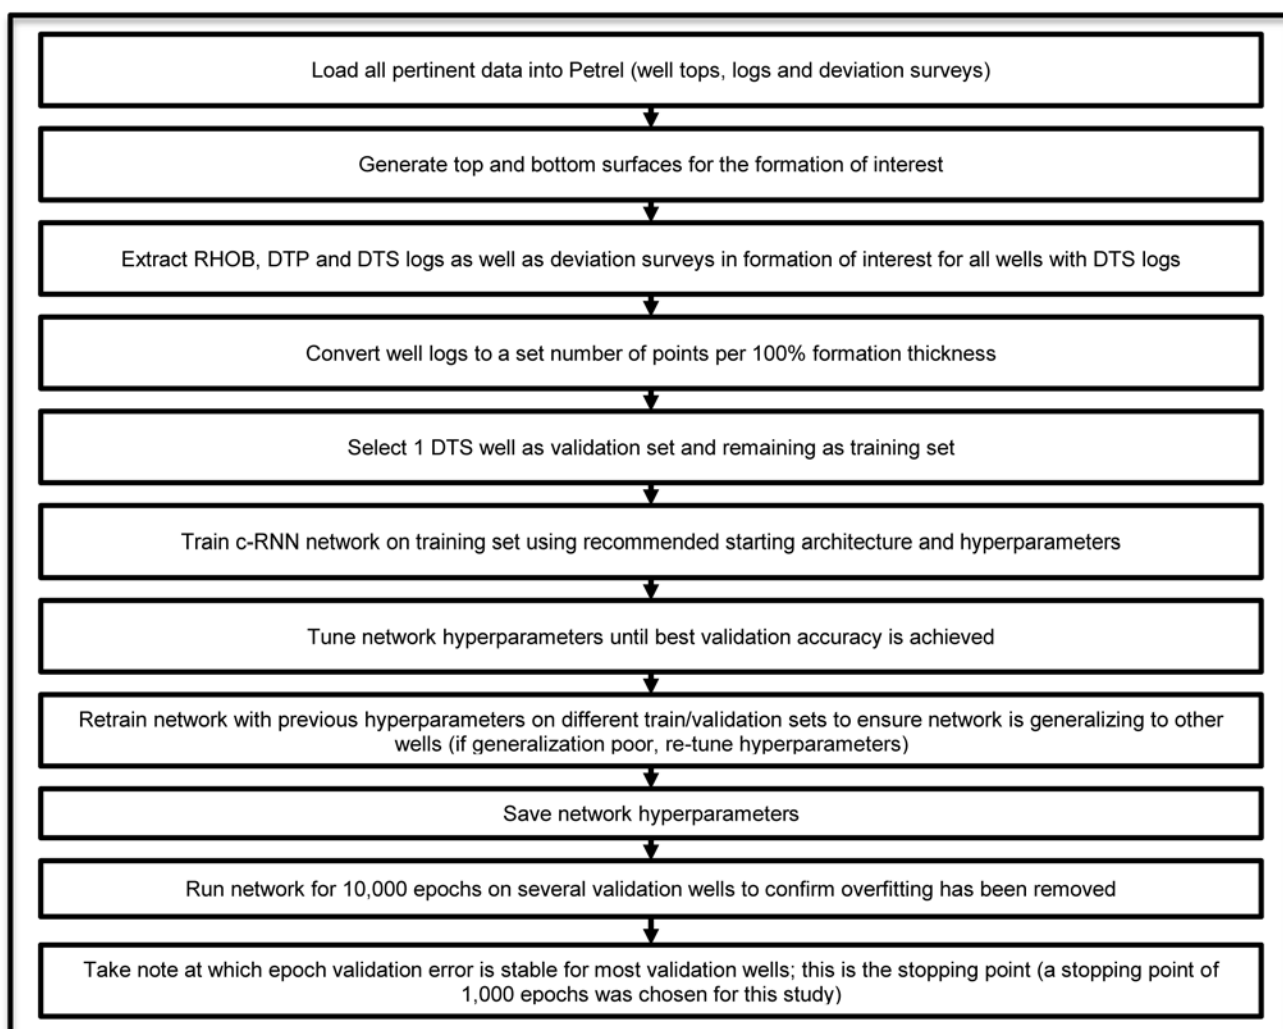 Load all pertinent data into Petrel (well tops, logs and deviation surveys)
Generate top and bottom surfaces for the formation of interest
Extract RHOB, DTP and DTS logs as well as deviation surveys in formation of interest for all wells with DTS logs
Convert well logs to a set number of points per 100% formation thickness
Select 1 DTS well as validation set and remaining as training set
Train c-RNN network on training set using recommended starting architecture and hyperparameters
Tune network hyperparameters until best validation accuracy is achieved
Retrain network with previous hyperparameters on different train/validation sets to ensure network is generalizing to other
wells (if generalization poor, re-tune hyperparameters)
Save network hyperparameters
Run network for 10,000 epochs on several validation wells to confirm overfitting has been removed
Take note at which epoch validation error is stable for most validation wells; this is the stopping point (a stopping point of
1,000 epochs was chosen for this study)